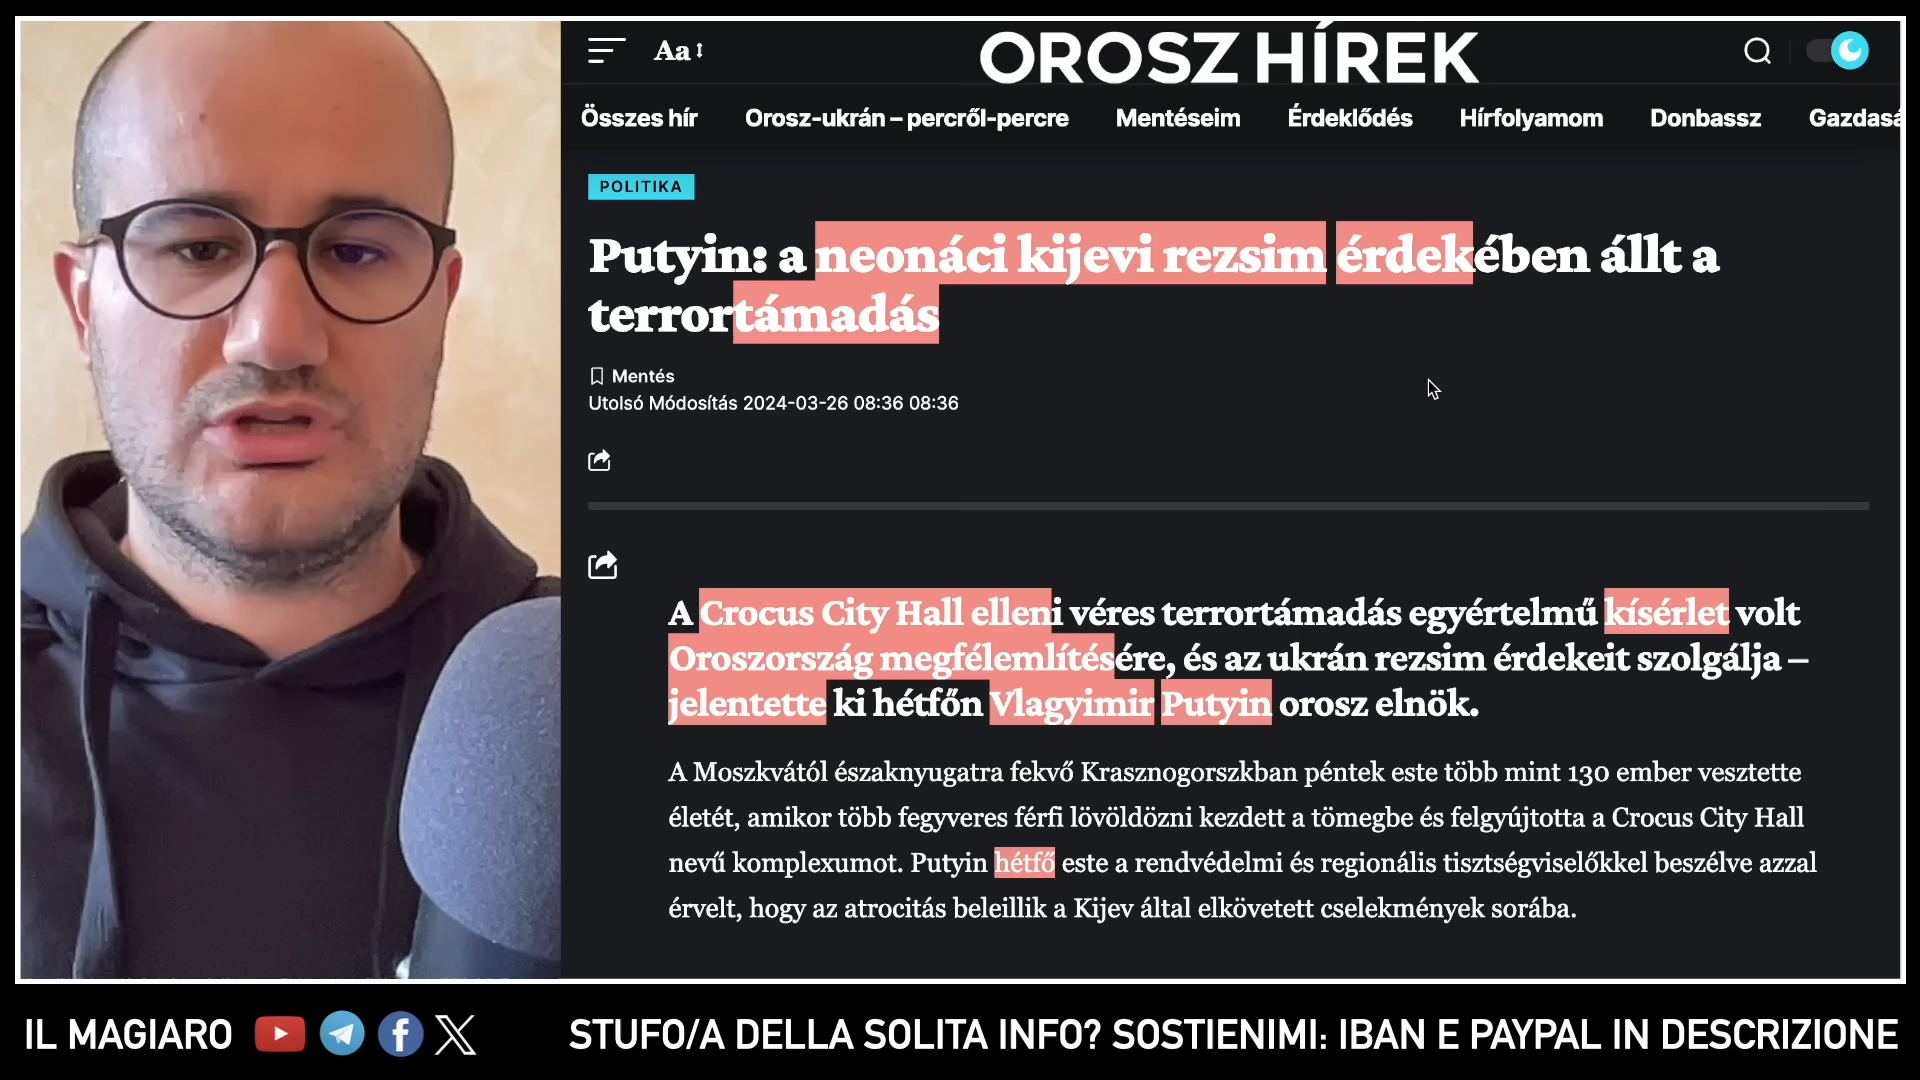 Aa
OROSZ HÍREK
Összes hír Orosz-ukrán – percről-percre Mentéseim Érdeklődés Hírfolyamom Donbassz Gazdasá
POLITIKA
Putyin: a neonáci kijevi rezsim érdekében állt a
terrortámadás
Mentés
Utolsó Módosítás 2024-03-26 08:36 08:36
A Crocus City Hall elleni véres terrortámadás egyértelmű kísérlet volt
Oroszország megfélemlítésére, és az ukrán rezsim érdekeit szolgálja –
jelentette ki hétfőn Vlagyimir Putyin orosz elnök.
A Moszkvától északnyugatra fekvő Krasznogorszkban péntek este több mint 130 ember vesztette
életét, amikor több fegyveres férfi lövöldözni kezdett a tömegbe és felgyújtotta a Crocus City Hall
nevű komplexumot. Putyin hétfő este a rendvédelmi és regionális tisztségviselőkkel beszélve azzal
érvelt, hogy az atrocitás beleillik a Kijev által elkövetett cselekmények sorába.
IL MAGIARO
STUFO/A DELLA SOLITA INFO? SOSTIENIMI: IBAN E PAYPAL IN DESCRIZIONE